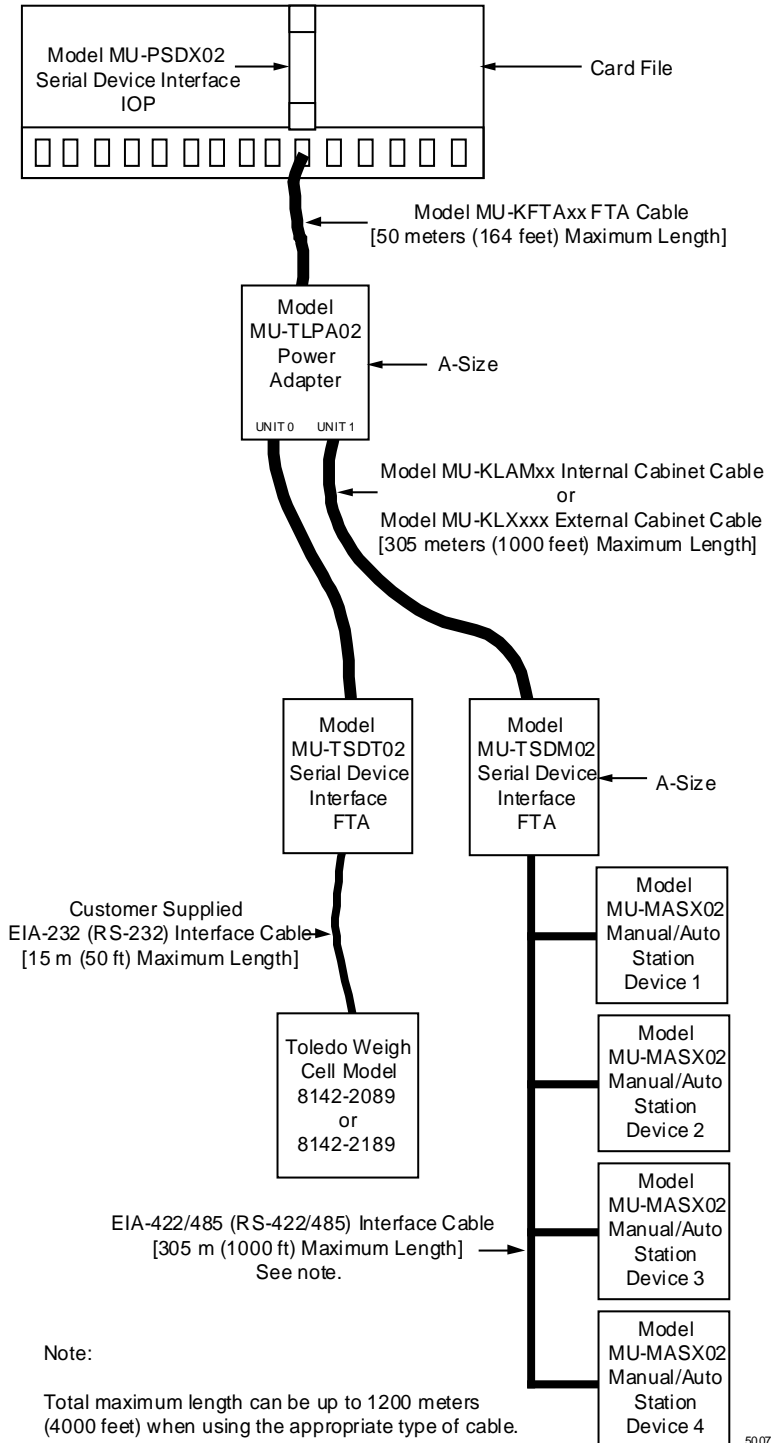 Model MU-PSDX02
Serial Device Interface
IOP
Card File
Model MU-KFTAxx FTA Cable
[50 meters (164 feet) Maximum Length]
Model
MU-TLPA02
Power
Adapter
A-Size
UNIT 0 UNIT 1
Model MU-KLAMxx Internal Cabinet Cable
or
Model MU-KLXxxx External Cabinet Cable
[305 meters (1000 feet) Maximum Length]
Model
MU-TSDT02
Serial Device
Interface
FTA
Model
MU-TSDM02
Serial Device
Interface
FTA
A-Size
Customer Supplied
EIA-232 (RS-232) Interface Cable
[15 m (50 ft) Maximum Length]
Model
MU-MASX02
Manual/Auto
Station
Device 1
Toledo Weigh
Cell Model
8142-2089
or
8142-2189
Model
MU-MASX02
Manual/Auto
Station
Device 2
EIA-422/485 (RS-422/485) Interface Cable
[305 m (1000 ft) Maximum Length]
See note.
Model
MU-MASX02
Manual/Auto
Station
Device 3
Model
MU-MASX02
Manual/Auto
Station
Device 4
Note:
Total maximum length can be up to 1200 meters
(4000 feet) when using the appropriate type of cable.
5007